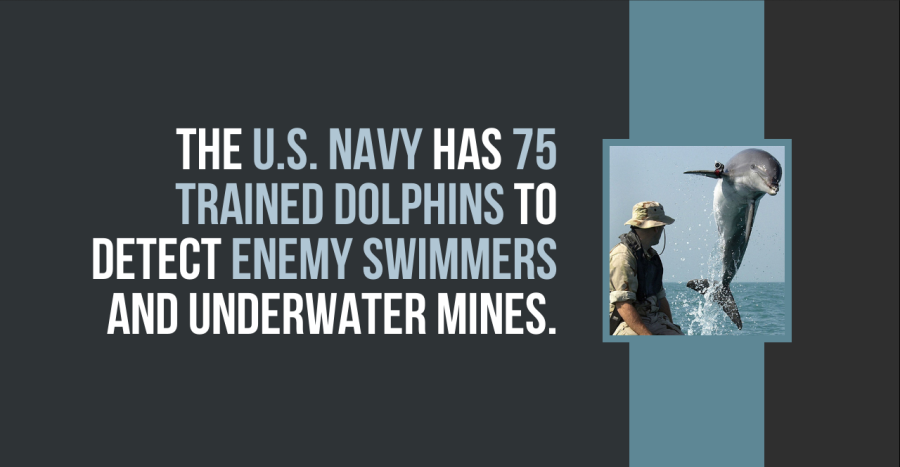 THE U.S. NAVY HAS 75
TRAINED DOLPHINS TO
DETECT ENEMY SWIMMERS
AND UNDERWATER MINES.